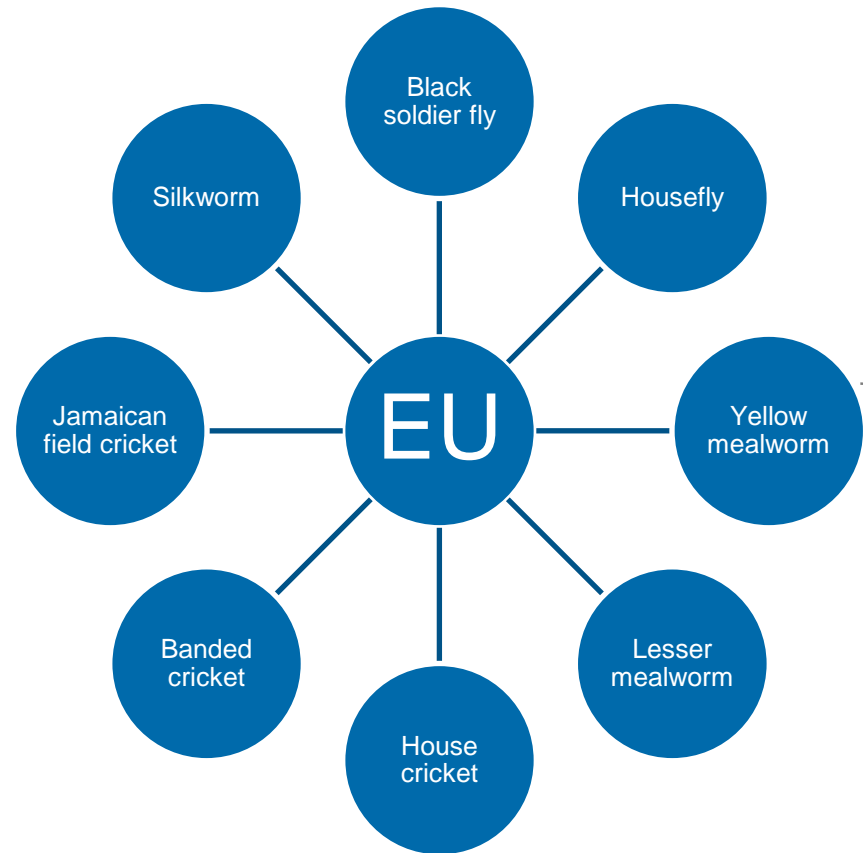 Black
soldier fly
Silkworm
Housefly
Jamaican
field cricket
EU
Yellow
mealworm
Banded
cricket
Lesser
mealworm
House
cricket
.